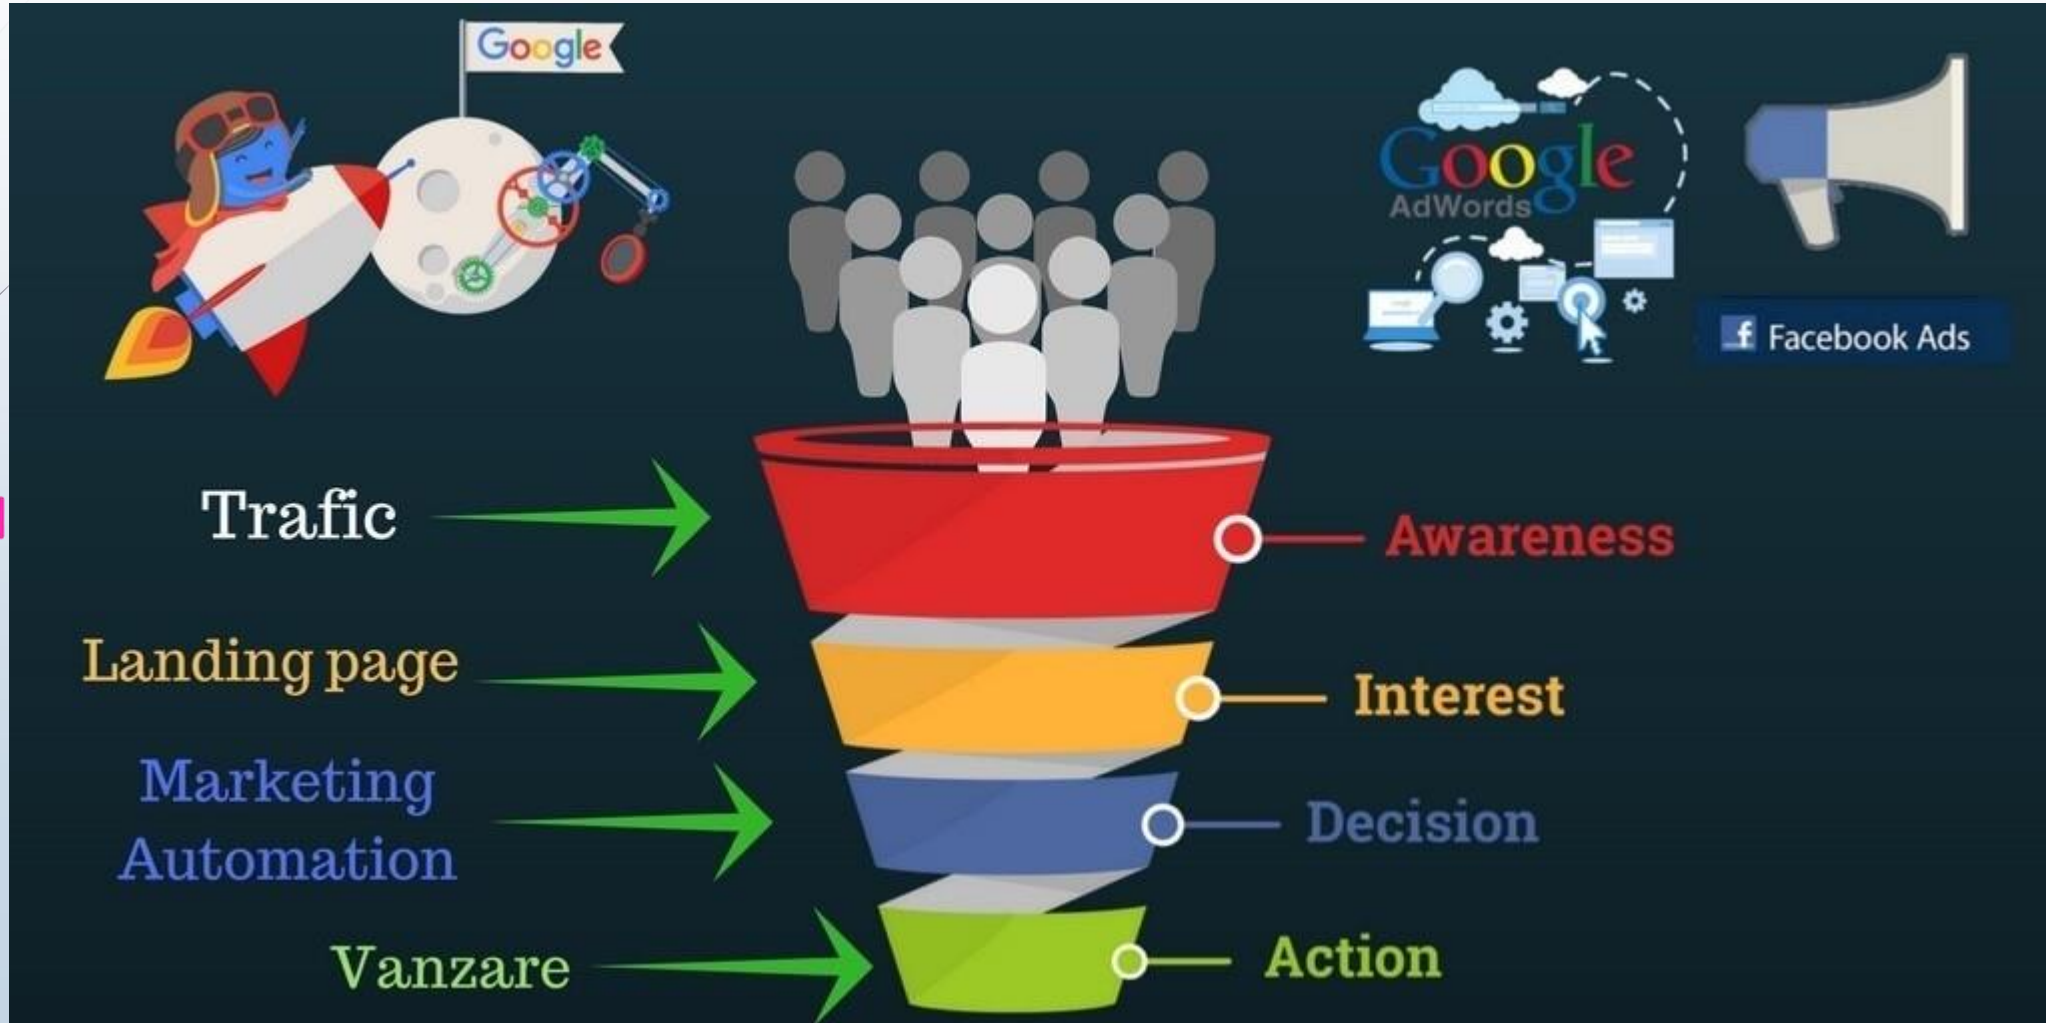 Google
Google
AdWords
f Facebook Ads
Trafic
Awareness
Landing page
Interest
Marketing
Automation
Decision
Vanzare
Action